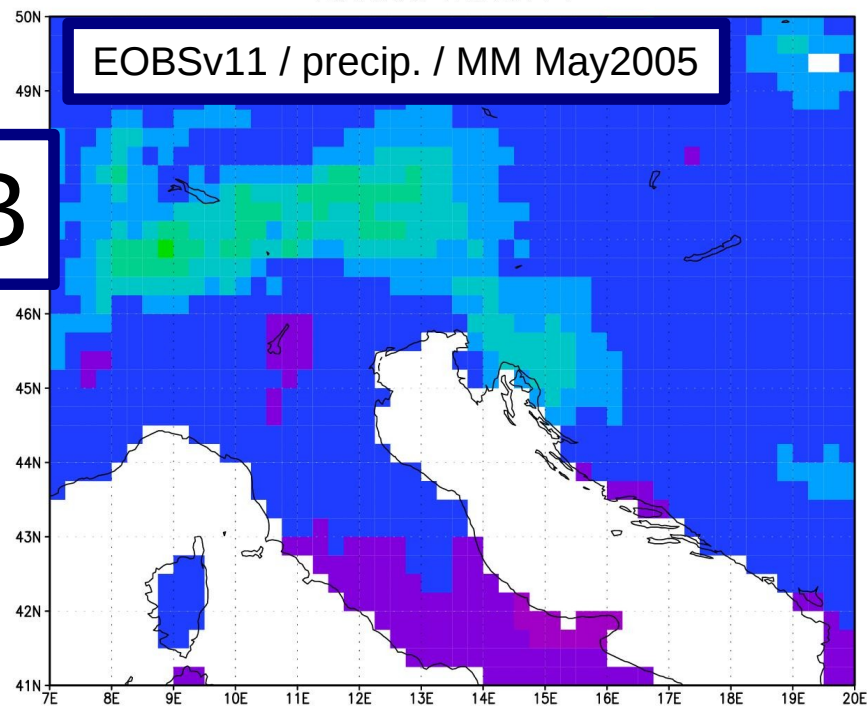 50N
EOBSv11 / precip. / MM May2005
49N
46N
45N
44N
43N
42N
41N
7E 8E 9E 10E 11E 12E 13E 14E 15E 16E 17E 18E 19E 20E